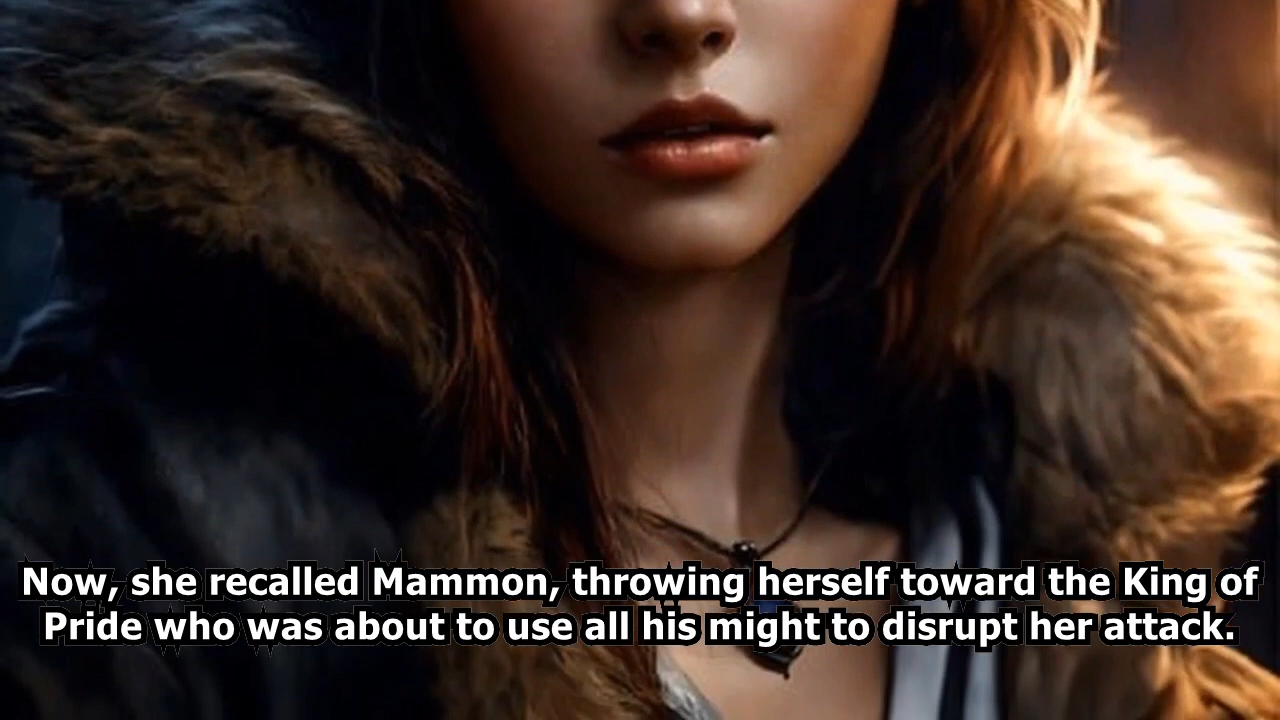 Now, she recalled Mammon, throwing herself toward the King of
Pride who was about to use all his might to disrupt her attack.